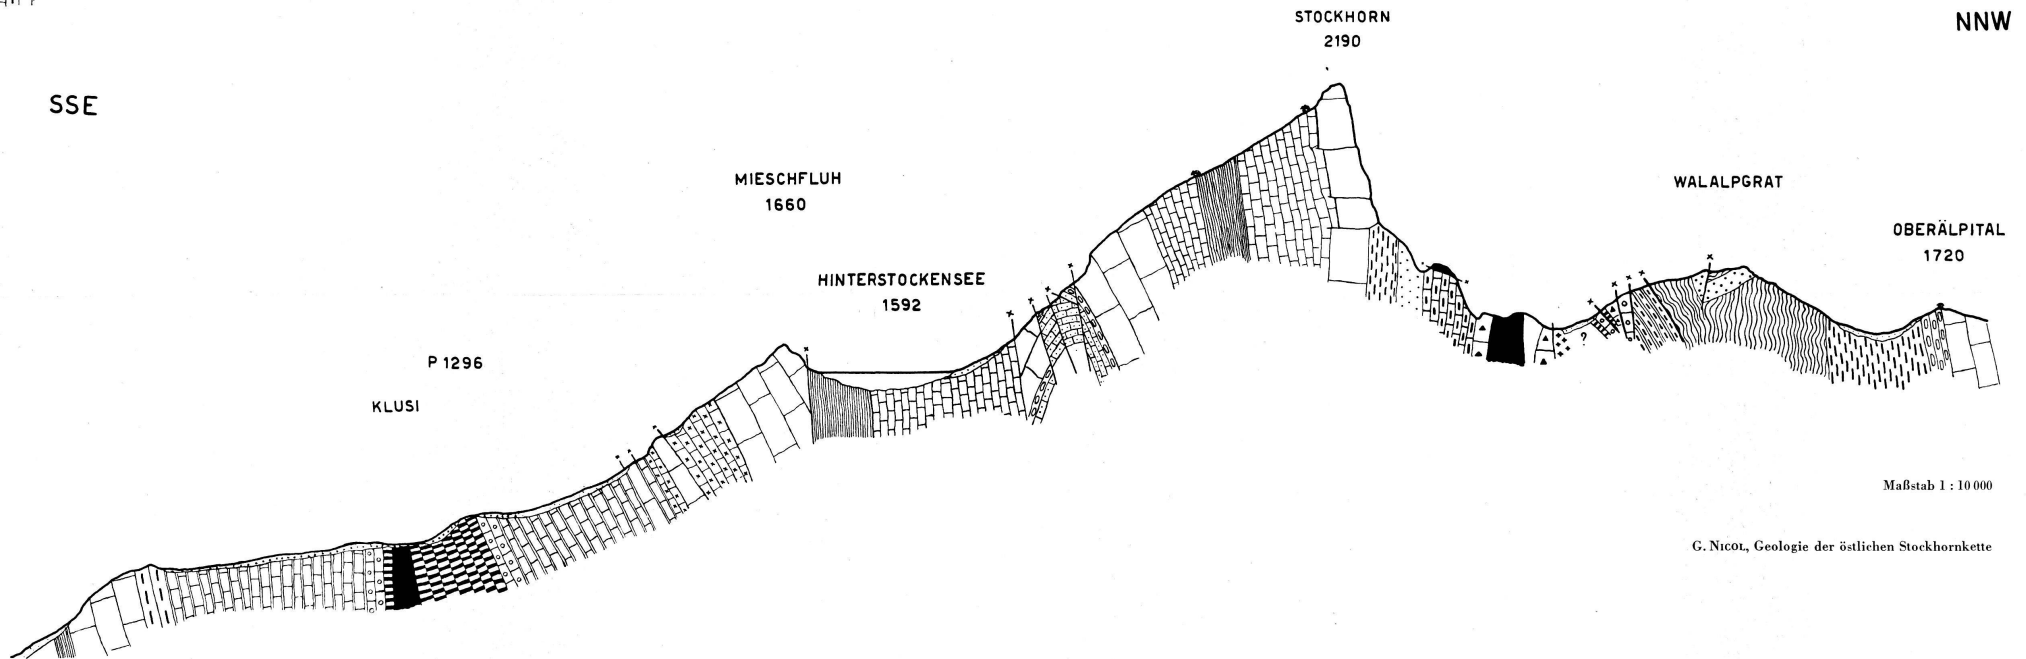 STOCKHORN
2190
NNW
SSE
MIESCHFLUH
1660
WALALPGRAT
OBERÄLPITAL
1720
HINTERSTOCKENSEE
1592
P 1296
KLUSI
?
Maßstab 1 : 10 000
G. NICOL, Geologie der östlichen Stockhornkette